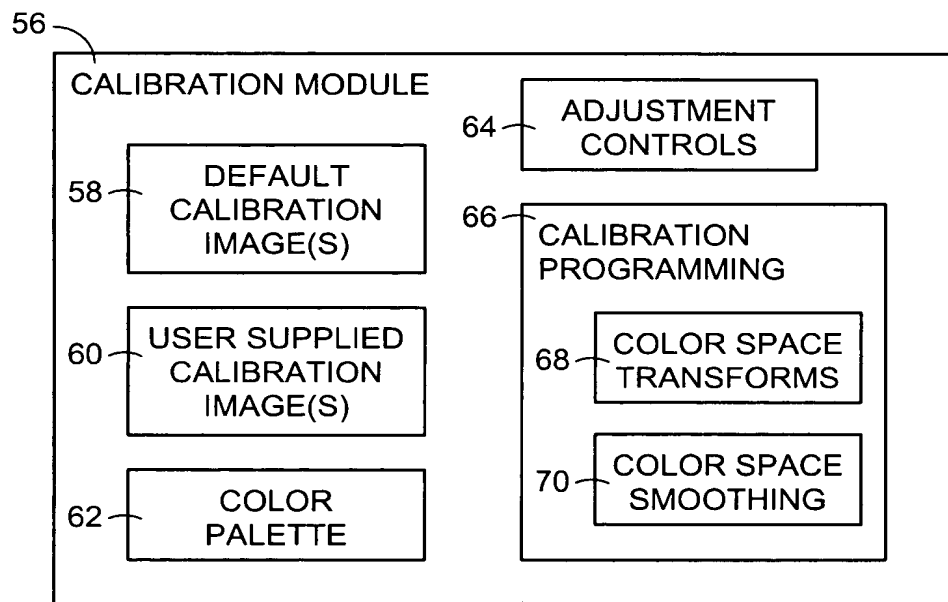 56
CALIBRATION MODULE
58
DEFAULT
CALIBRATION
IMAGE(S)
60
USER SUPPLIED
CALIBRATION
IMAGE(S)
62
COLOR
PALETTE
64
ADJUSTMENT
CONTROLS
66
CALIBRATION
PROGRAMMING
68
COLOR SPACE
TRANSFORMS
70
COLOR SPACE
SMOOTHING